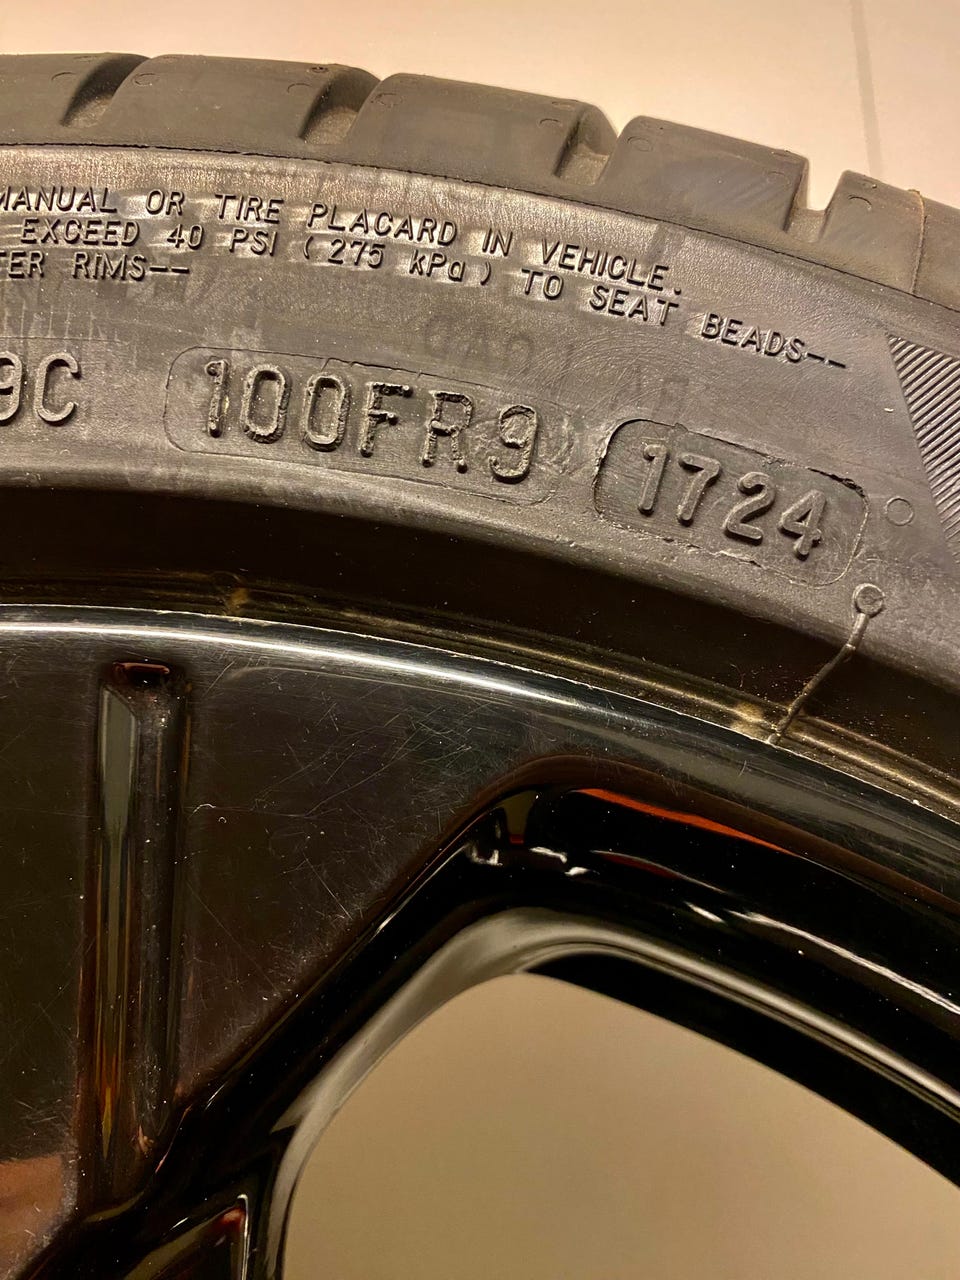 MANUAL OR TIRE PLACARD IN VEHICLE.
EXCEED 40 PSI (275 kPa) TO SEAT BEADS--
TER RIMS--
9C 100FR9 1724